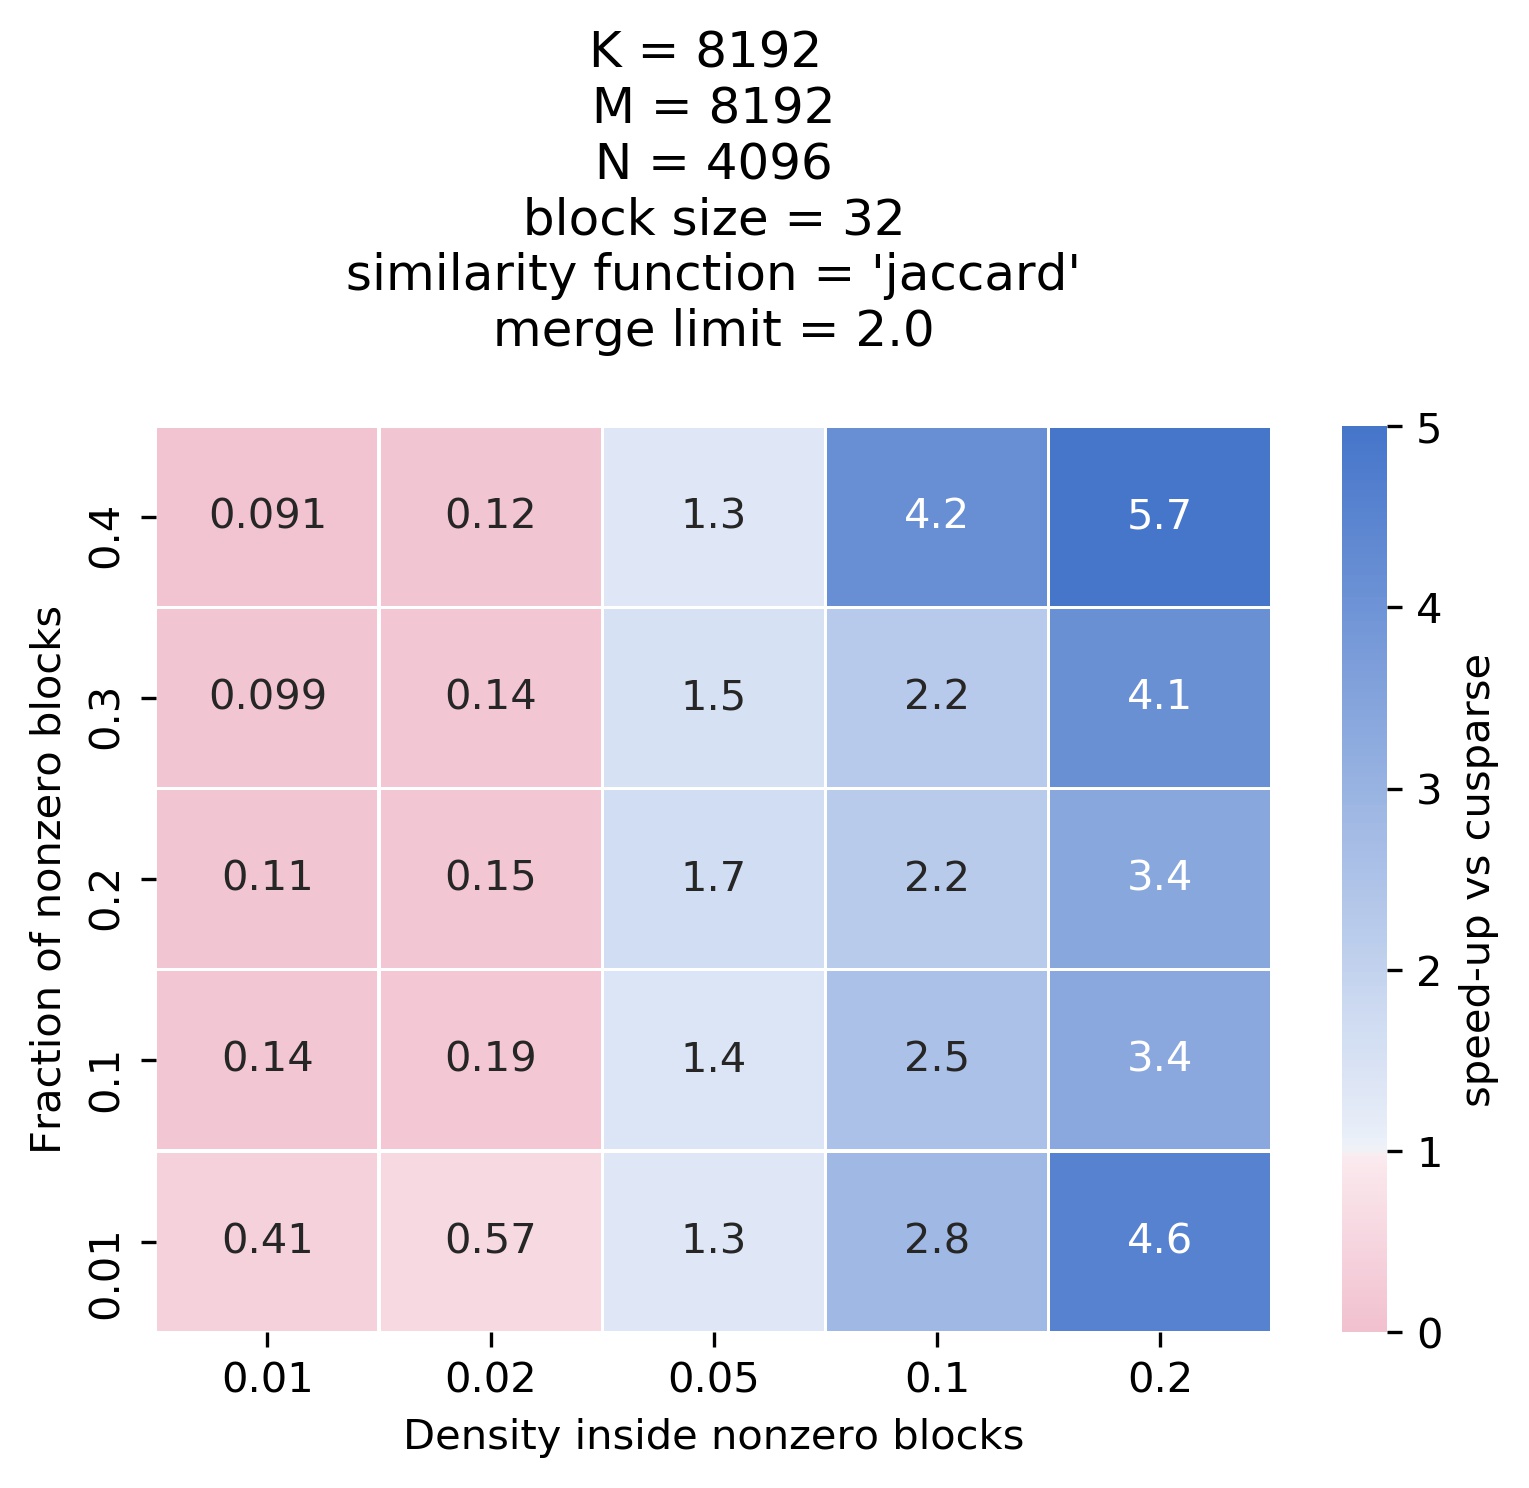 K = 8192
M = 8192
N = 4096
block size = 32
similarity function = 'jaccard'
merge limit = 2.0
Fraction of nonzero blocks
0.4
0.091 0.12 1.3 4.2 5.7
0.3
0.099 0.14 1.5 2.2 4.1
0.2
0.11 0.15 1.7 2.2 3.4
0.1
0.14 0.19 1.4 2.5 3.4
0.01
0.41 0.57 1.3 2.8 4.6
0.01 0.02 0.05 0.1 0.2
Density inside nonzero blocks
5
4
3
2
1
0
speed-up vs cusparse